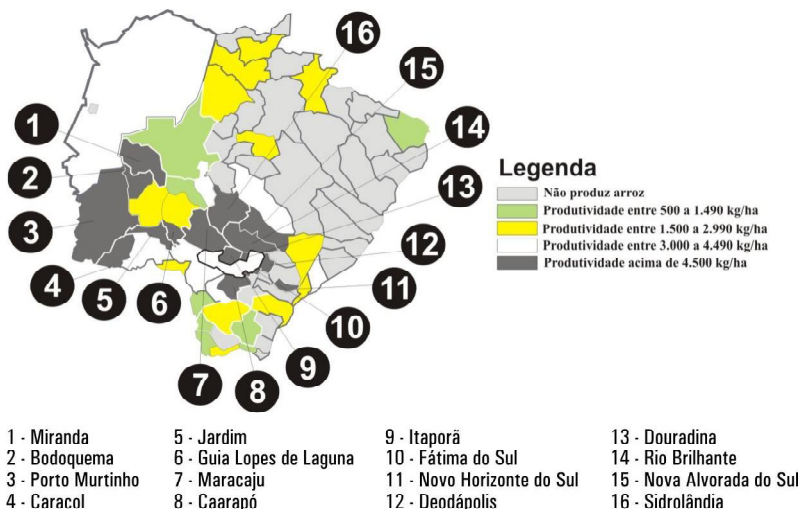 16
15
1
14
2
13
3
12
4
5
6
11
10
7
8
9
Legenda
Não produz arroz
Produtividade entre 500 a 1.490 kg/ha
Produtividade entre 1.500 a 2.990 kg/ha
Produtividade entre 3.000 a 4.490 kg/ha
Produtividade acima de 4.500 kg/ha
1 - Miranda
2 - Bodoquema
3 - Porto Murtinho
4 - Caracol
5 - Jardim
6 - Guia Lopes de Laguna
7 - Maracaju
8 - Caarapó
9 - Itaporã
10 - Fátima do Sul
11 - Novo Horizonte do Sul
12 - Deodápolis
13 - Douradina
14 - Rio Brilhante
15 - Nova Alvorada do Sul
16 - Sidrolândia